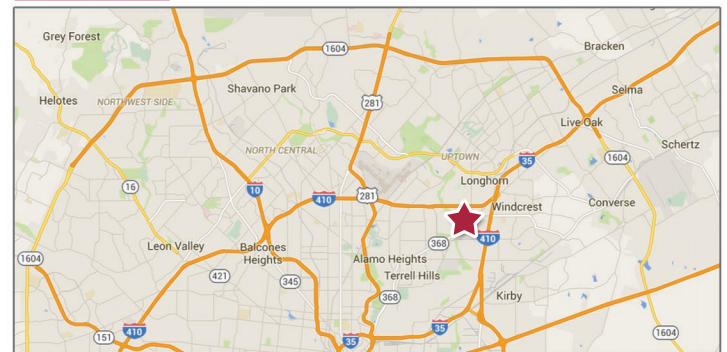 Grey Forest
1604
Bracken
Helotes
NORTHWEST SIDE
Shavano Park
281
Selma
Live Oak
NORTH CENTRAL
UPTOWN
35
1604
Schertz
16
10
410
281
Longhorn
Windcrest
Converse
Leon Valley
Balcones
Heights
368
410
1604
421
345
Alamo Heights
Terrell Hills
368
Kirby
151
410
35
35
1604